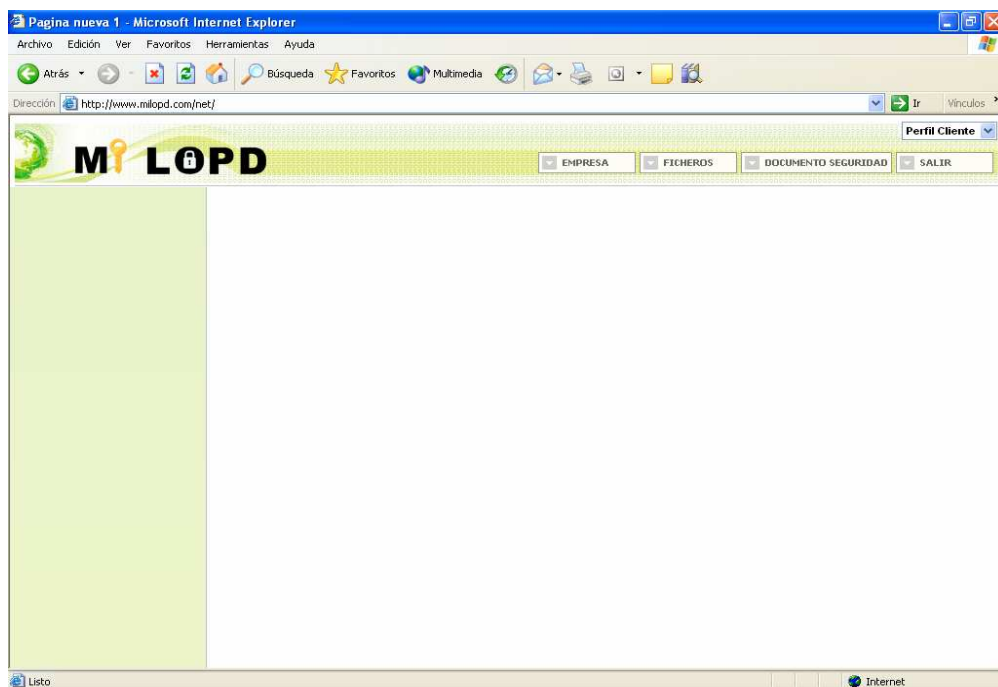 Pagina nueva 1 - Microsoft Internet Explorer
Archivo Edición Ver Favoritos Herramientas Ayuda
Atrás Búsqueda Favoritos Multimedia
Dirección http://www.milopd.com/net/ Ir Vínculos
Perfil Cliente
Mi LOPD
EMPRESA FICHEROS DOCUMENTO SEGURIDAD SALIR
Listo Internet